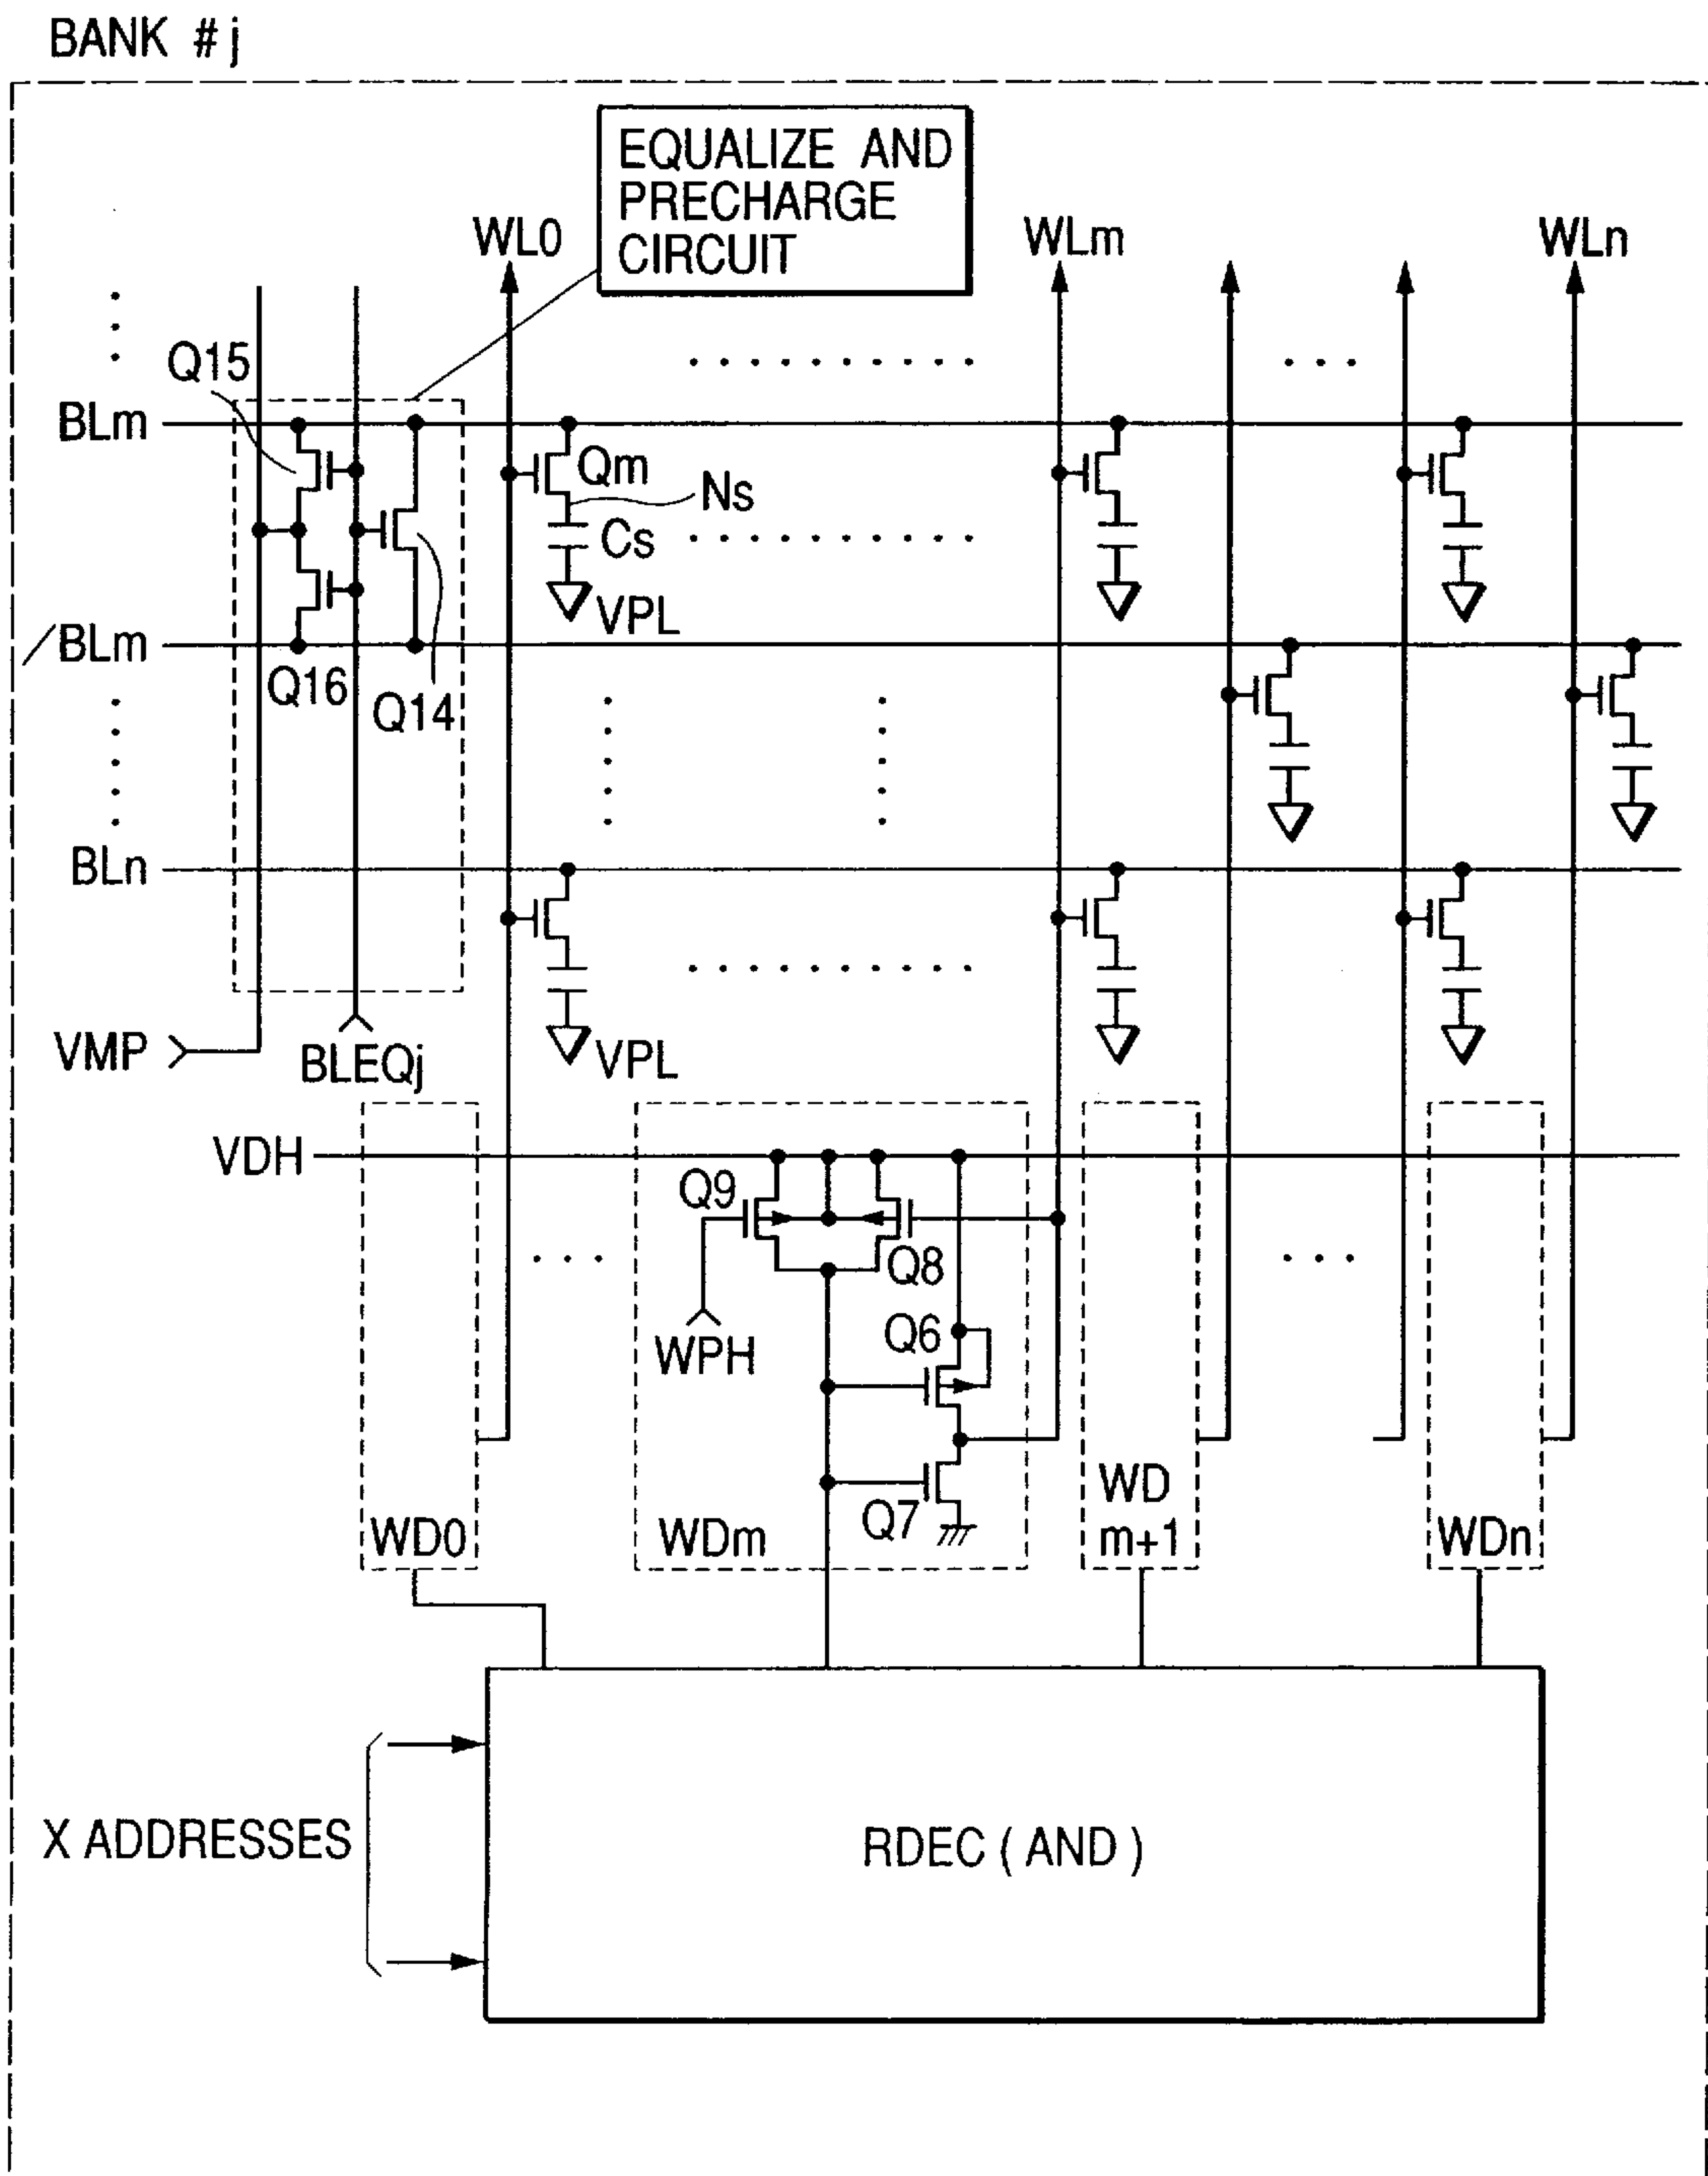 BANK #j
EQUALIZE AND
PRECHARGE
CIRCUIT
WL0
WLm
WLn
Q15
BLm
Qm
Ns
Cs
VPL
/BLm
Q16
Q14
BLn
VMP
BLEQj
VPL
VDH
Q9
Q8
Q6
WPH
Q7
WD0
WDm
WD
m+1
WDn
X ADDRESSES
RDEC ( AND )